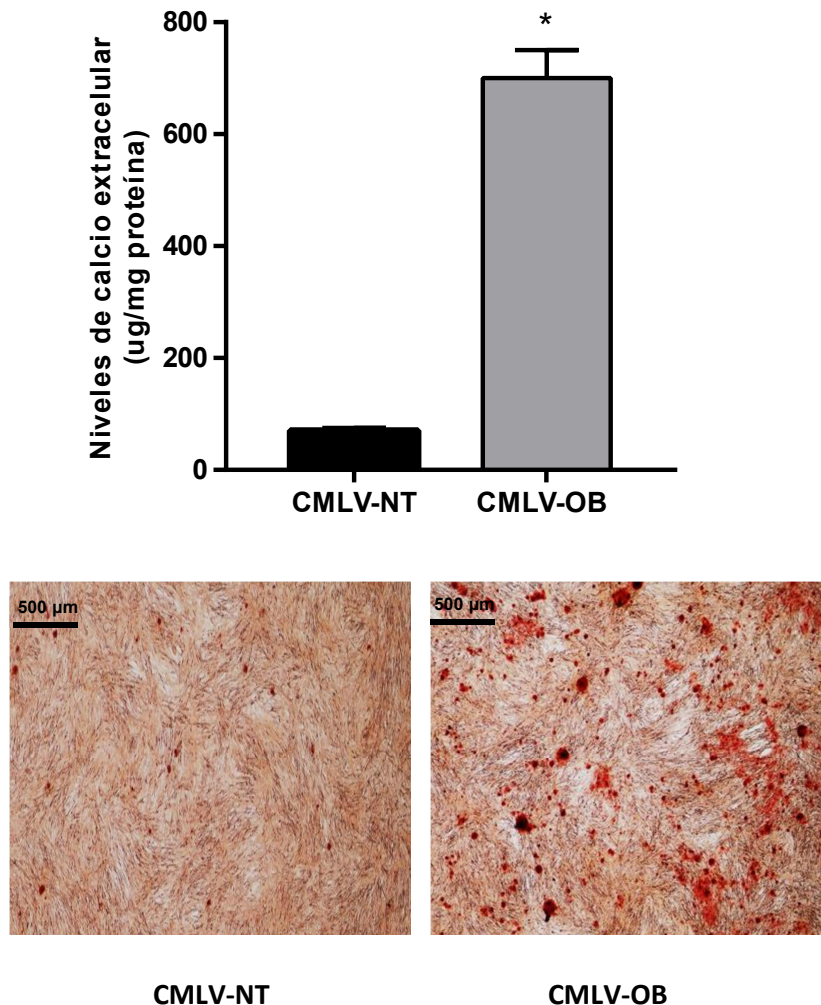 *
800
600
400
200
0
Niveles de calcio extracelular
(ug/mg proteína)
CMLV-NT CMLV-OB
500 µm 500 µm
CMLV-NT CMLV-OB